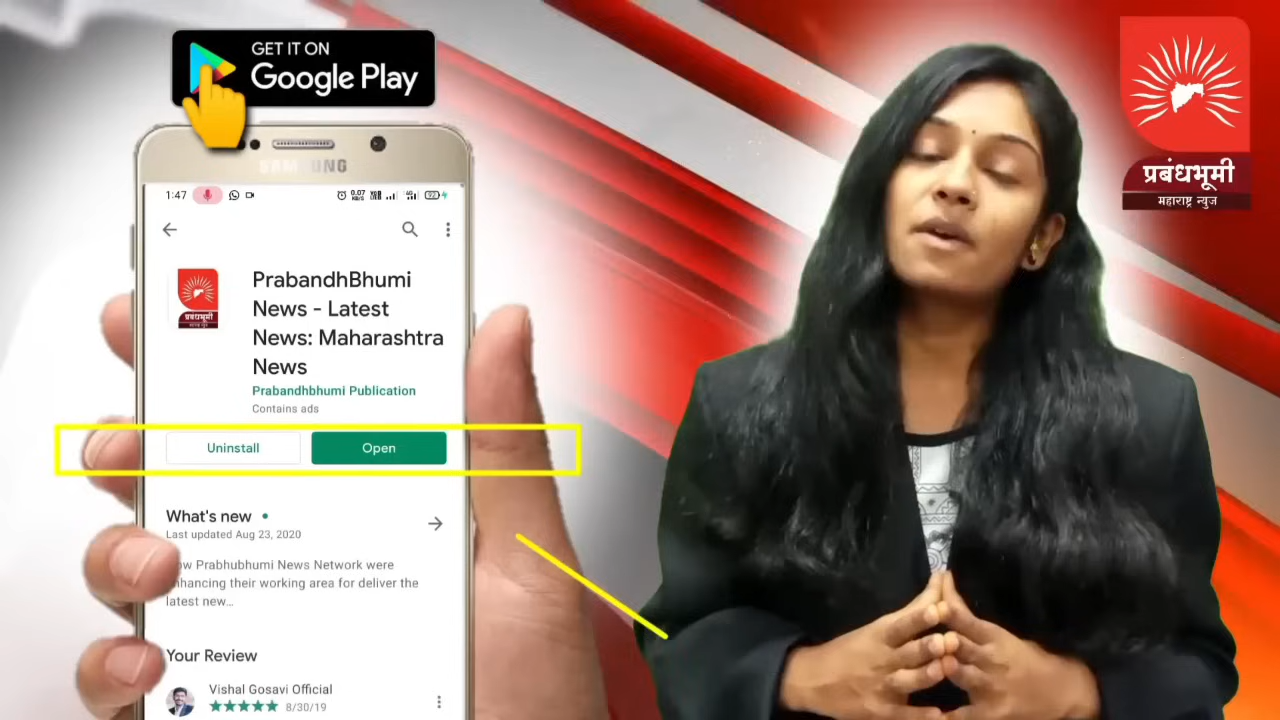 GET IT ON
Google Play
SAMSUNG
1:47
PrabandhBhumi
News - Latest
News: Maharashtra
News
Prabandhbhumi Publication
Contains ads
Uninstall
Open
What's new
Last updated Aug 23, 2020
Prabhubhumi News Network were
enhancing their working area for deliver the
latest new...
Your Review
Vishal Gosavi Official
8/30/19
प्रबंधभूमी
महाराष्ट्र न्युज